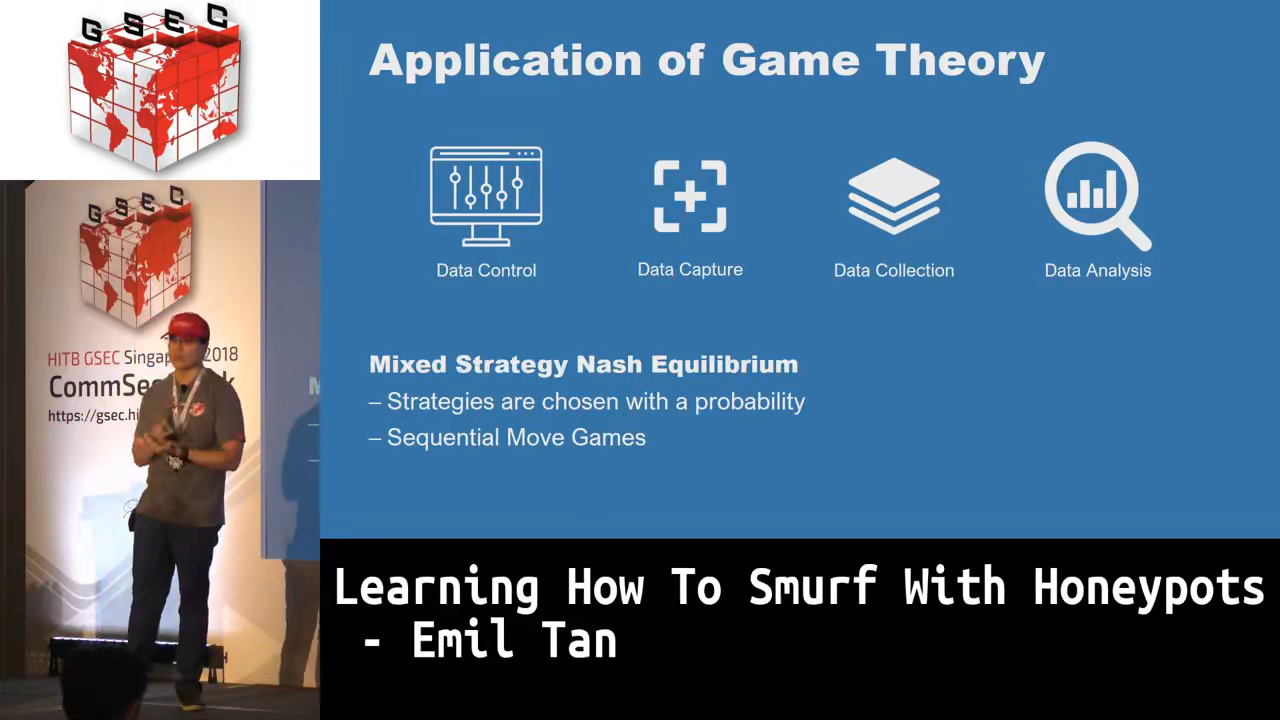 GSEC
Application of Game Theory
Data Control
Data Capture
Data Collection
Data Analysis
Mixed Strategy Nash Equilibrium
– Strategies are chosen with a probability
– Sequential Move Games
GSEC
HITB GSEC Singap 2018
CommSe k
https://gsec.hi
M
Learning How To Smurf With Honeypots
- Emil Tan